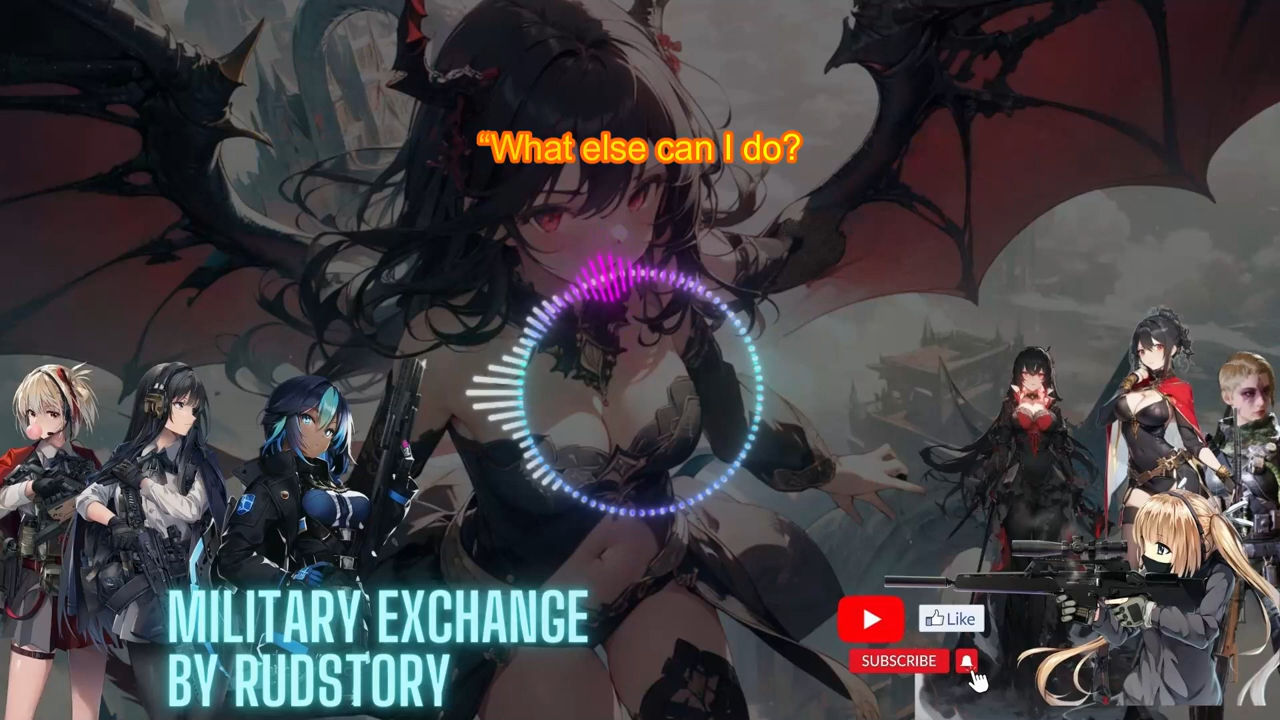 “What else can I do?
MILITARY EXCHANGE
BY RUDSTORY
Like
SUBSCRIBE